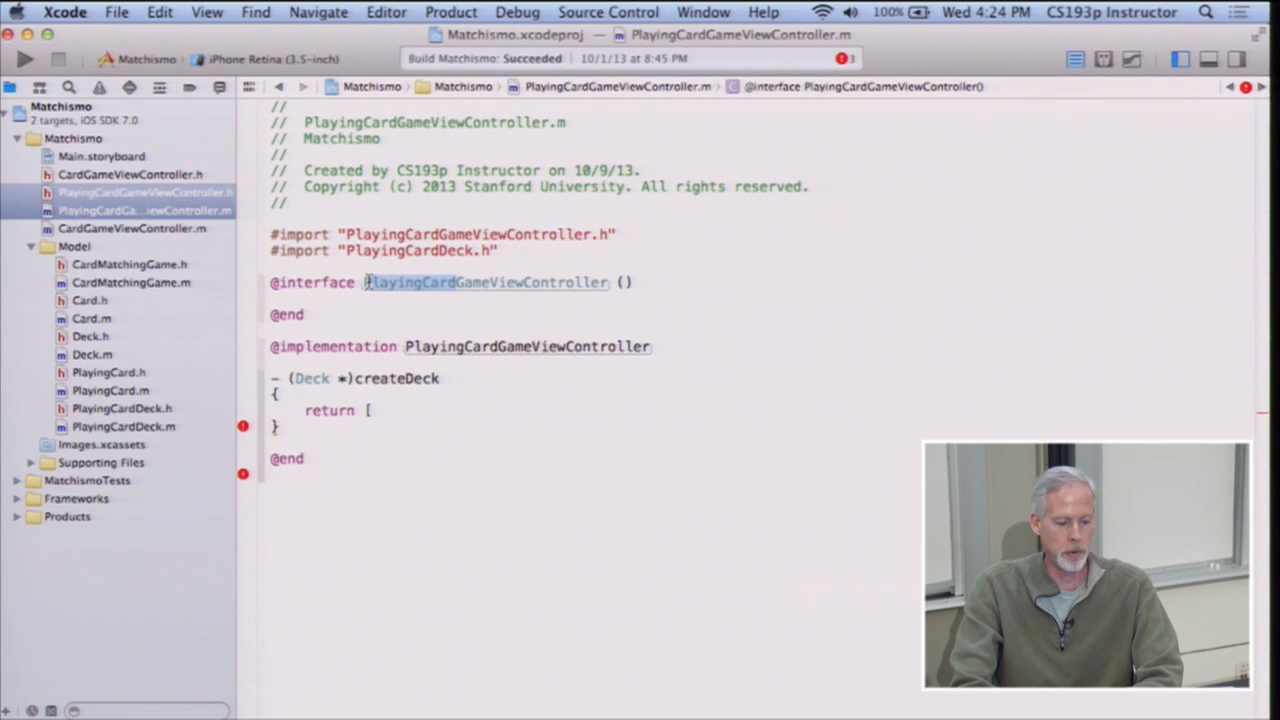 Xcode File Edit View Find Navigate Editor Product Debug Source Control Window Help 100% Wed 4:24 PM CS193p Instructor
Matchismo.xcodeproj — PlayingCardGameViewController.m
Matchismo iPhone Retina (3.5-inch) Build Matchismo: Succeeded 10/1/13 at 8:45 PM 3
Matchismo Matchismo PlayingCardGameViewController.m @interface PlayingCardGameViewController()
Matchismo
2 targets, iOS SDK 7.0
Matchismo
Main.storyboard
CardGameViewController.h
PlayingCardGameViewController.h
PlayingCardGa...iewController.m
CardGameViewController.m
Model
CardMatchingGame.h
CardMatchingGame.m
Card.h
Card.m
Deck.h
Deck.m
PlayingCard.h
PlayingCard.m
PlayingCardDeck.h
PlayingCardDeck.m
Images.xcassets
Supporting Files
MatchismoTests
Frameworks
Products
//
// PlayingCardGameViewController.m
// Matchismo
//
// Created by CS193p Instructor on 10/9/13.
// Copyright (c) 2013 Stanford University. All rights reserved.
//
#import "PlayingCardGameViewController.h"
#import "PlayingCardDeck.h"
@interface PlayingCardGameViewController ()
@end
@implementation PlayingCardGameViewController
- (Deck *)createDeck
{
return [
}
@end